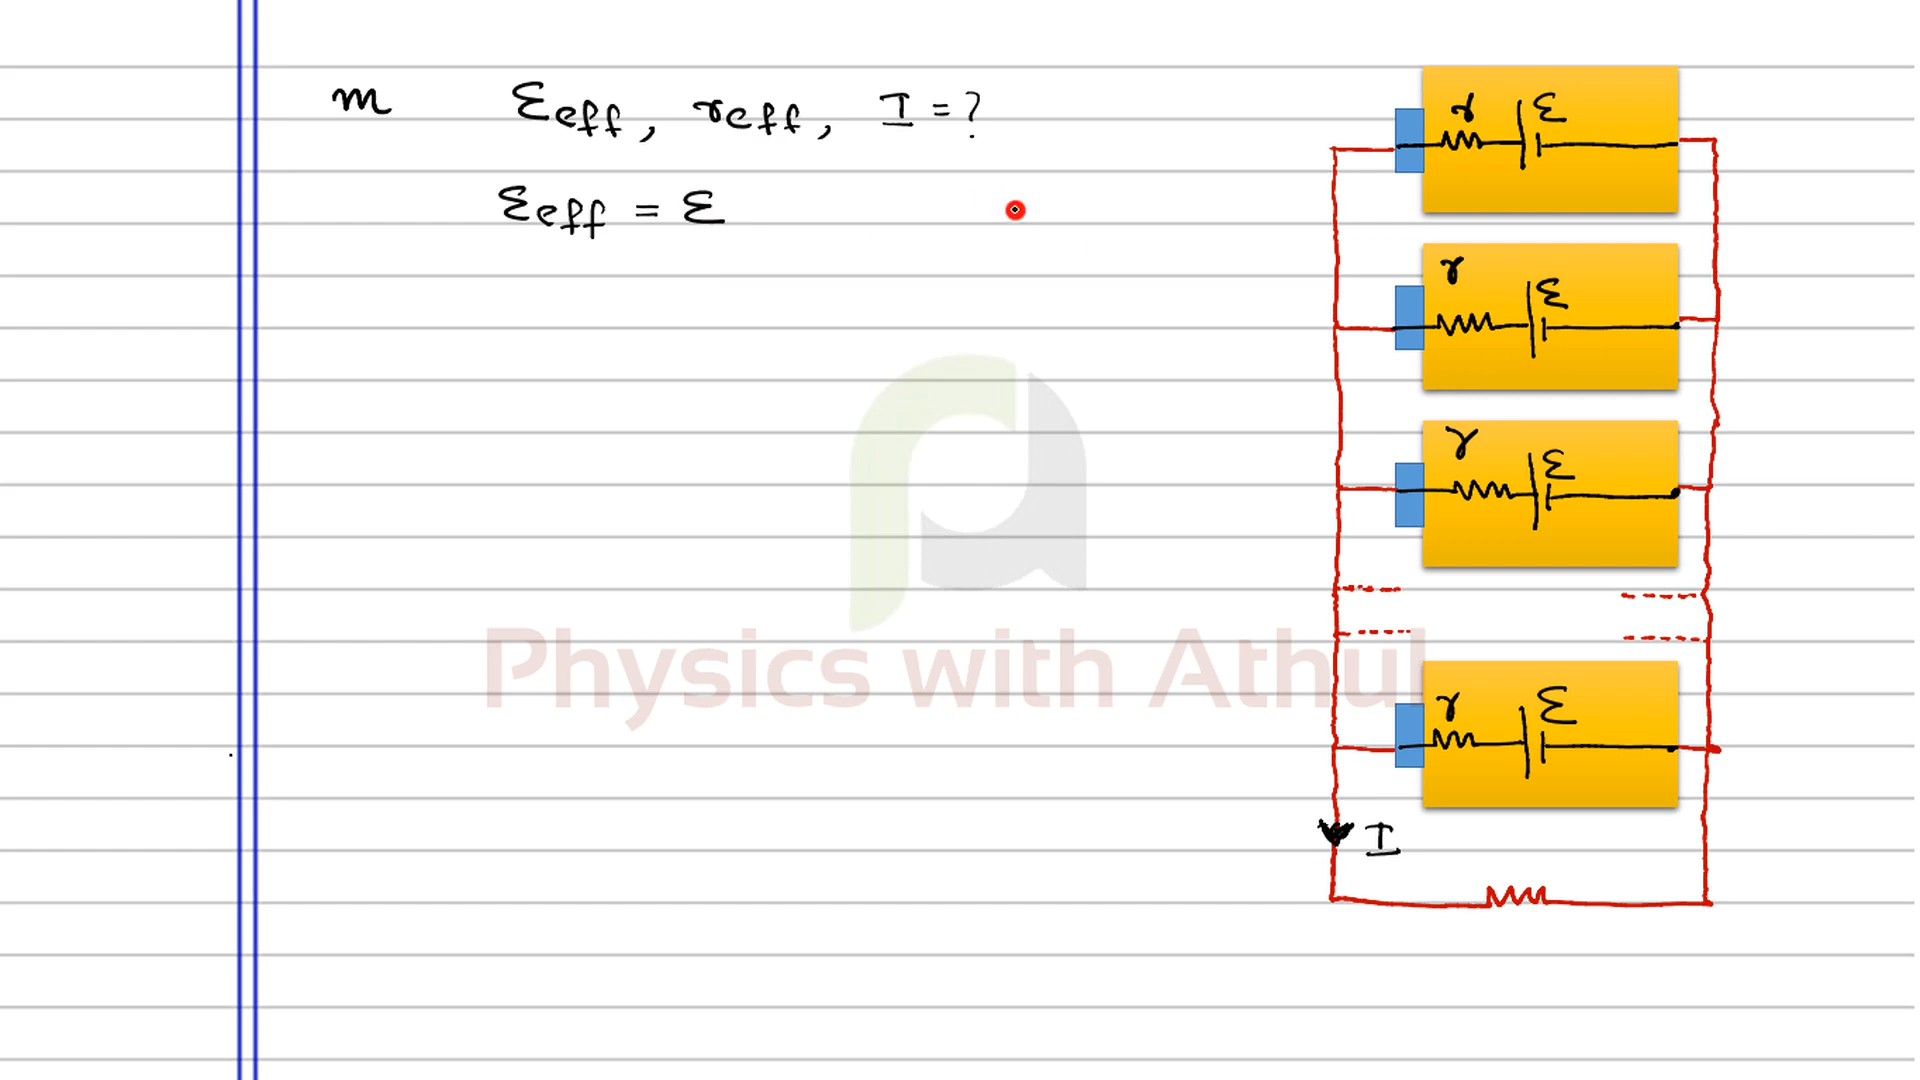 m εeff, reff, I = ?
εeff = ε
r ε
r ε
r ε
Physics with Athul
r ε
I